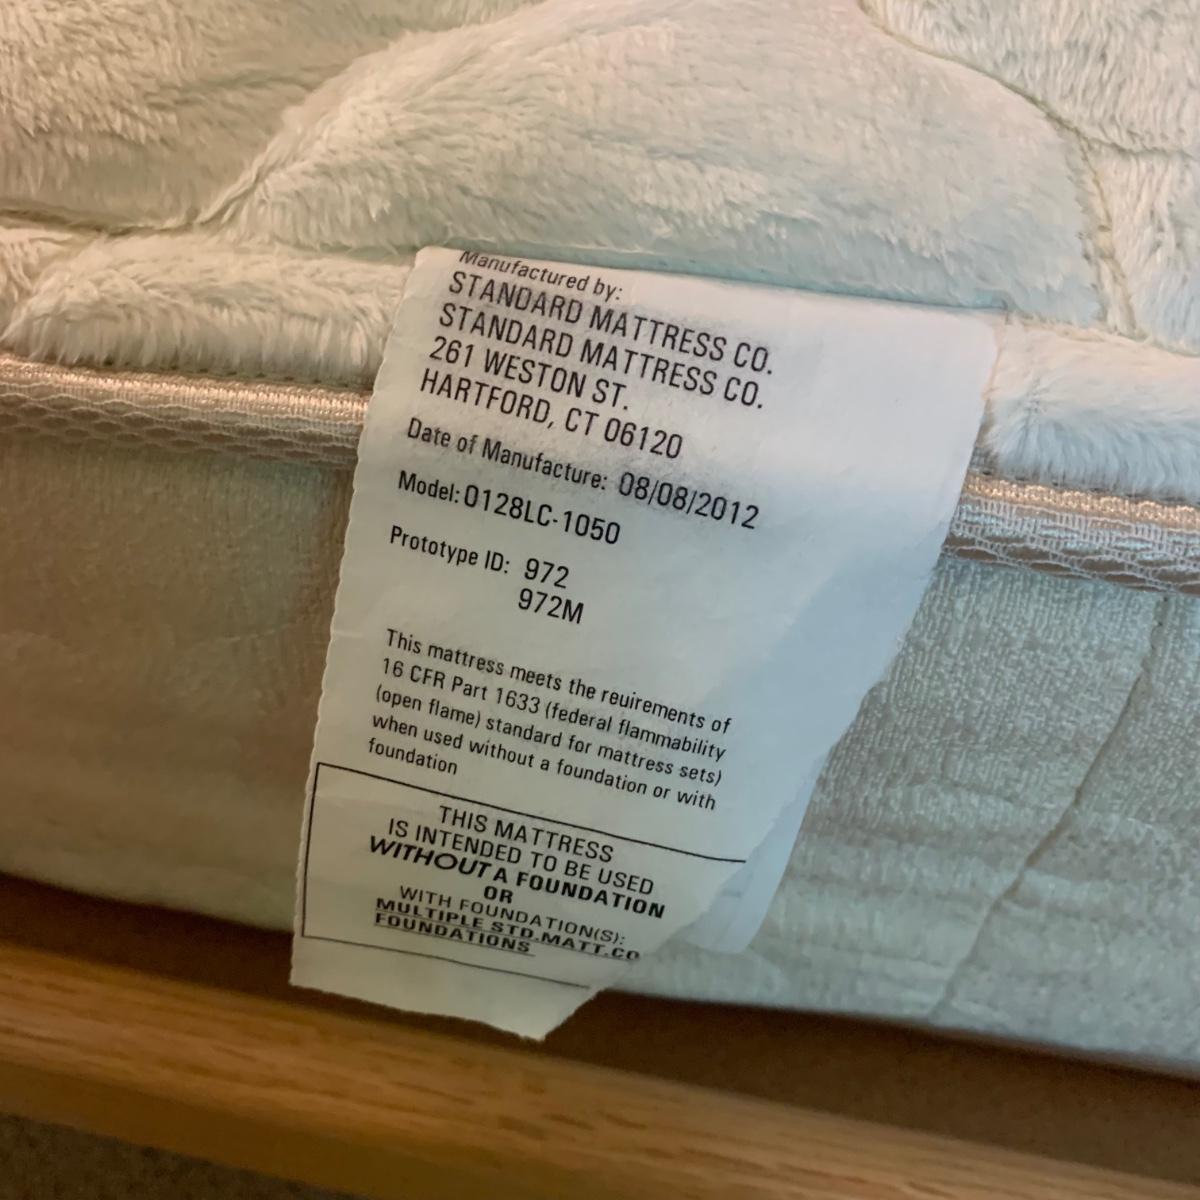 Manufactured by:
STANDARD MATTRESS CO.
STANDARD MATTRESS CO.
261 WESTON ST.
HARTFORD, CT 06120
Date of Manufacture: 08/08/2012
Model: 0128LC-1050
Prototype ID: 972
972M
This mattress meets the reuirements of
16 CFR Part 1633 (federal flammability
(open flame) standard for mattress sets)
when used without a foundation or with
foundation
THIS MATTRESS
IS INTENDED TO BE USED
WITHOUT A FOUNDATION
OR
WITH FOUNDATION(S):
MULTIPLE STD.MATT.CO
FOUNDATIONS